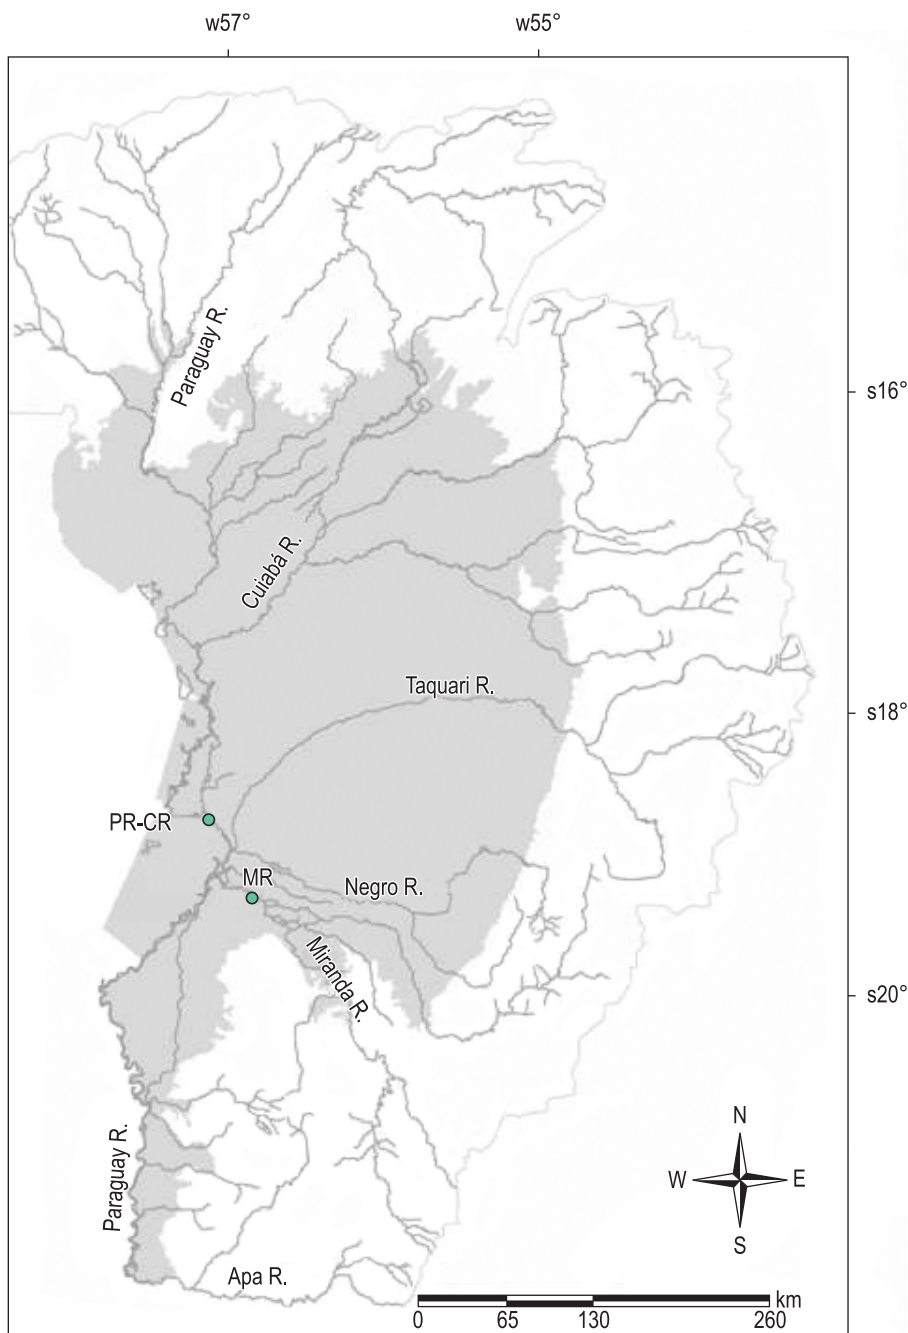 w57°
w55°
Paraguay R.
s16°
Cuiabá R.
Taquari R.
s18°
PR-CR
MR
Negro R.
Miranda R.
s20°
Paraguay R.
N
W
E
S
Apa R.
km
0
65
130
260